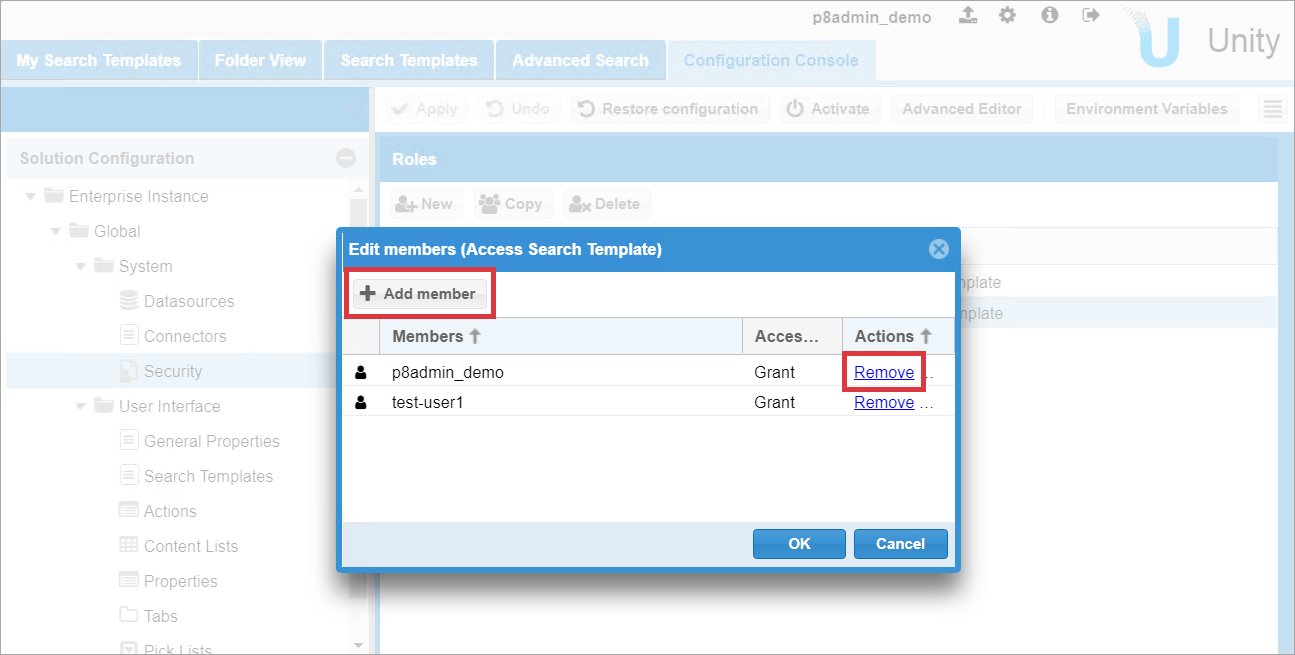 p8admin_demo
Unity
My Search Templates
Folder View
Search Templates
Advanced Search
Configuration Console
Apply
Undo
Restore configuration
Activate
Advanced Editor
Environment Variables
Solution Configuration
Enterprise Instance
Global
System
Datasources
Connectors
Security
User Interface
General Properties
Search Templates
Actions
Content Lists
Properties
Tabs
Pick Lists
Roles
New
Copy
Delete
Edit members (Access Search Template)
Add member
Members
Acces...
Actions
p8admin_demo
Grant
Remove ...
test-user1
Grant
Remove ...
OK
Cancel